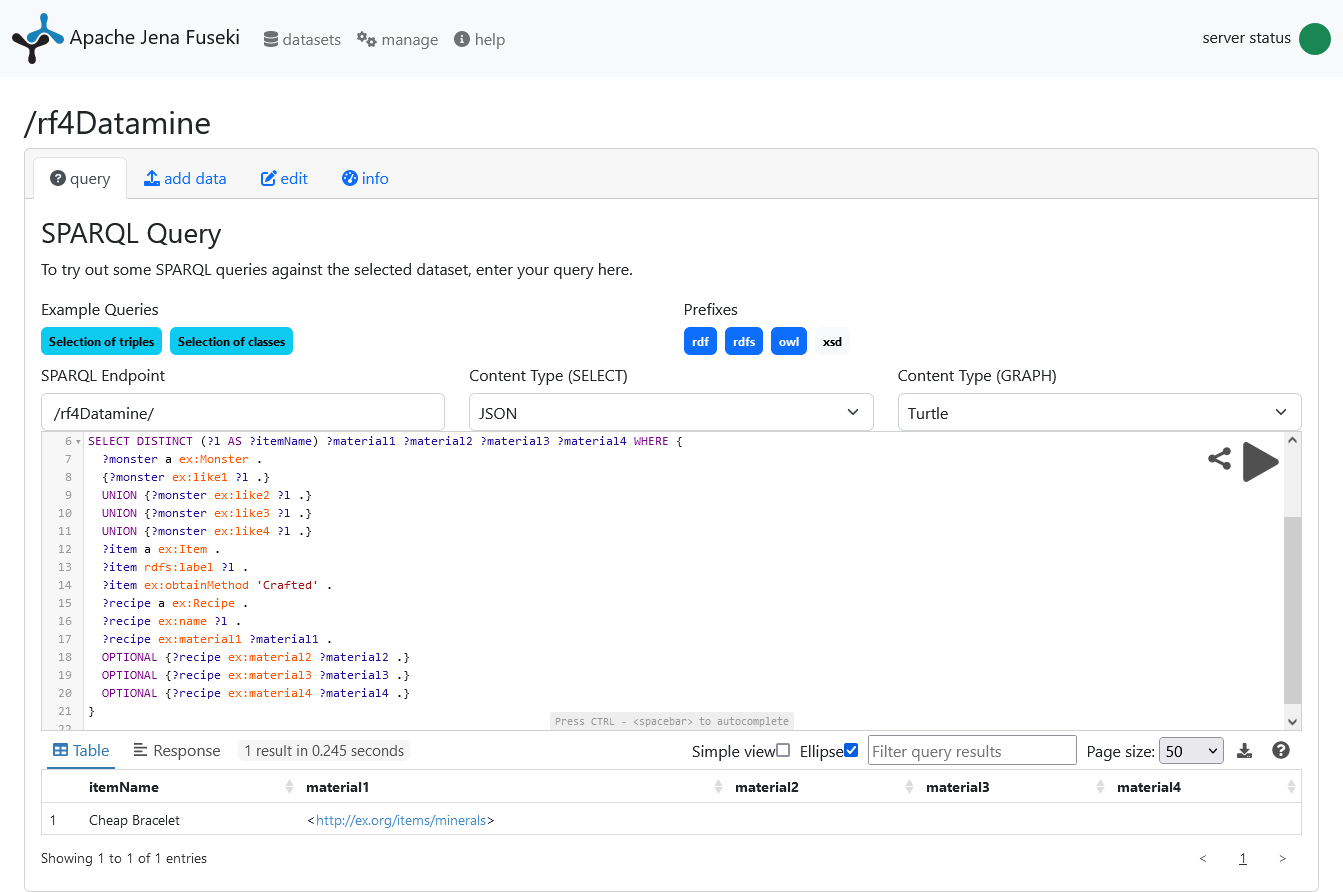 Apache Jena Fuseki datasets manage help server status
/rf4Datamine
query add data edit info
SPARQL Query
To try out some SPARQL queries against the selected dataset, enter your query here.
Example Queries Prefixes
Selection of triples Selection of classes rdf rdfs owl xsd
SPARQL Endpoint Content Type (SELECT) Content Type (GRAPH)
/rf4Datamine/ JSON Turtle
6 SELECT DISTINCT (?l AS ?itemName) ?material1 ?material2 ?material3 ?material4 WHERE {
7 ?monster a ex:Monster .
8 {?monster ex:like1 ?l .}
9 UNION {?monster ex:like2 ?l .}
10 UNION {?monster ex:like3 ?l .}
11 UNION {?monster ex:like4 ?l .}
12 ?item a ex:Item .
13 ?item rdfs:label ?l .
14 ?item ex:obtainMethod 'Crafted' .
15 ?recipe a ex:Recipe .
16 ?recipe ex:name ?l .
17 ?recipe ex:material1 ?material1 .
18 OPTIONAL {?recipe ex:material2 ?material2 .}
19 OPTIONAL {?recipe ex:material3 ?material3 .}
20 OPTIONAL {?recipe ex:material4 ?material4 .}
21 }
22
Press CTRL - <spacebar> to autocomplete
Table Response 1 result in 0.245 seconds Simple view Ellipse Filter query results Page size: 50
itemName material1 material2 material3 material4
1 Cheap Bracelet <http://ex.org/items/minerals>
Showing 1 to 1 of 1 entries < 1 >